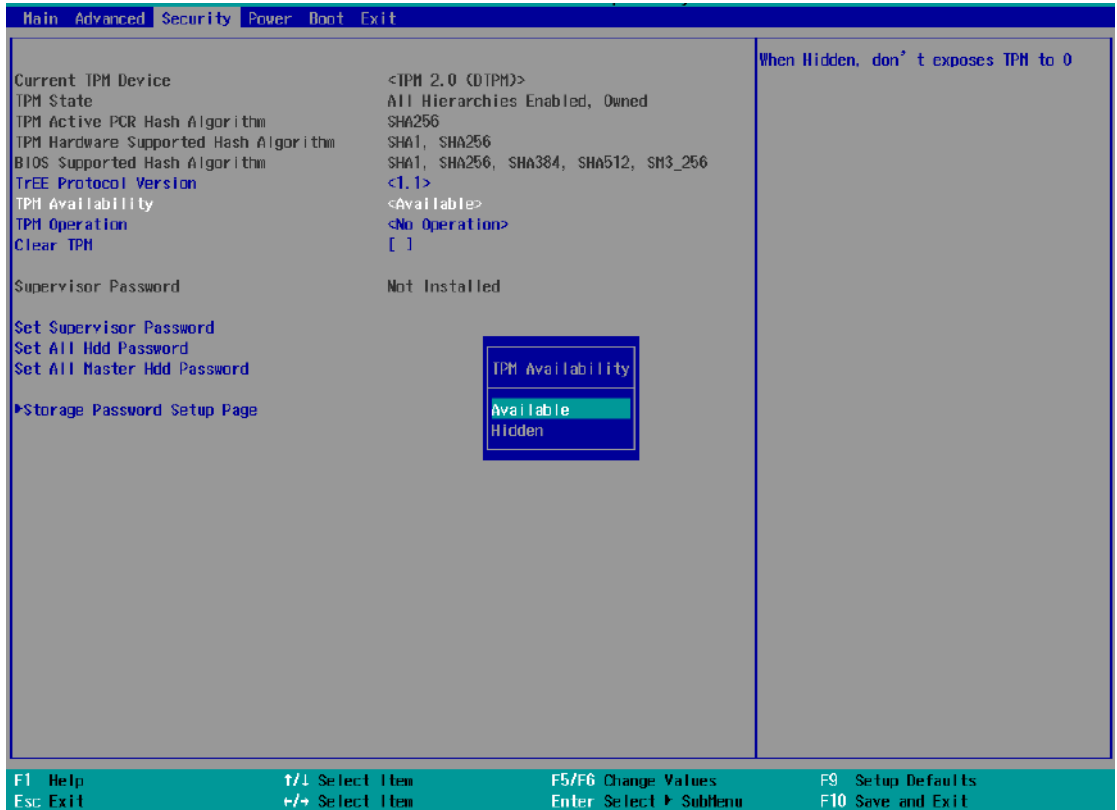 Main Advanced Security Power Boot Exit
When Hidden, don't exposes TPM to O
Current TPM Device <TPM 2.0 (DTPM)>
TPM State All Hierarchies Enabled, Owned
TPM Active PCR Hash Algorithm SHA256
TPM Hardware Supported Hash Algorithm SHA1, SHA256
BIOS Supported Hash Algorithm SHA1, SHA256, SHA384, SHA512, SM3_256
TrEE Protocol Version <1.1>
TPM Availability <Available>
TPM Operation <No Operation>
Clear TPM [ ]
Supervisor Password Not Installed
Set Supervisor Password
Set All Hdd Password
Set All Master Hdd Password
▶Storage Password Setup Page
TPM Availability
Available
Hidden
F1 Help ↑/↓ Select Item F5/F6 Change Values F9 Setup Defaults
Esc Exit ←/→ Select Item Enter Select ▶ SubMenu F10 Save and Exit